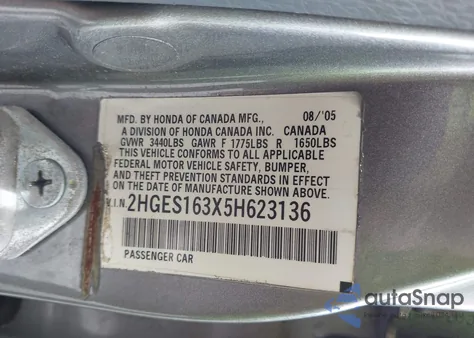 MFD. BY HONDA OF CANADA MFG., 08/'05
A DIVISION OF HONDA CANADA INC. CANADA
GVWR 3440LBS GAWR F 1775LBS R 1650LBS
THIS VEHICLE CONFORMS TO ALL APPLICABLE
FEDERAL MOTOR VEHICLE SAFETY, BUMPER,
AND THEFT PREVENTION STANDARDS IN EFFECT
ON THE DATE OF MANUFACTURE SHOWN ABOVE.
V.I.N. 2HGES163X5H623136
PASSENGER CAR
autoSnap